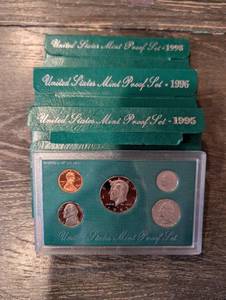 United States Mint Proof Set - 1998
United States Mint Proof Set - 1996
United States Mint Proof Set - 1995
United States Mint Proof Set